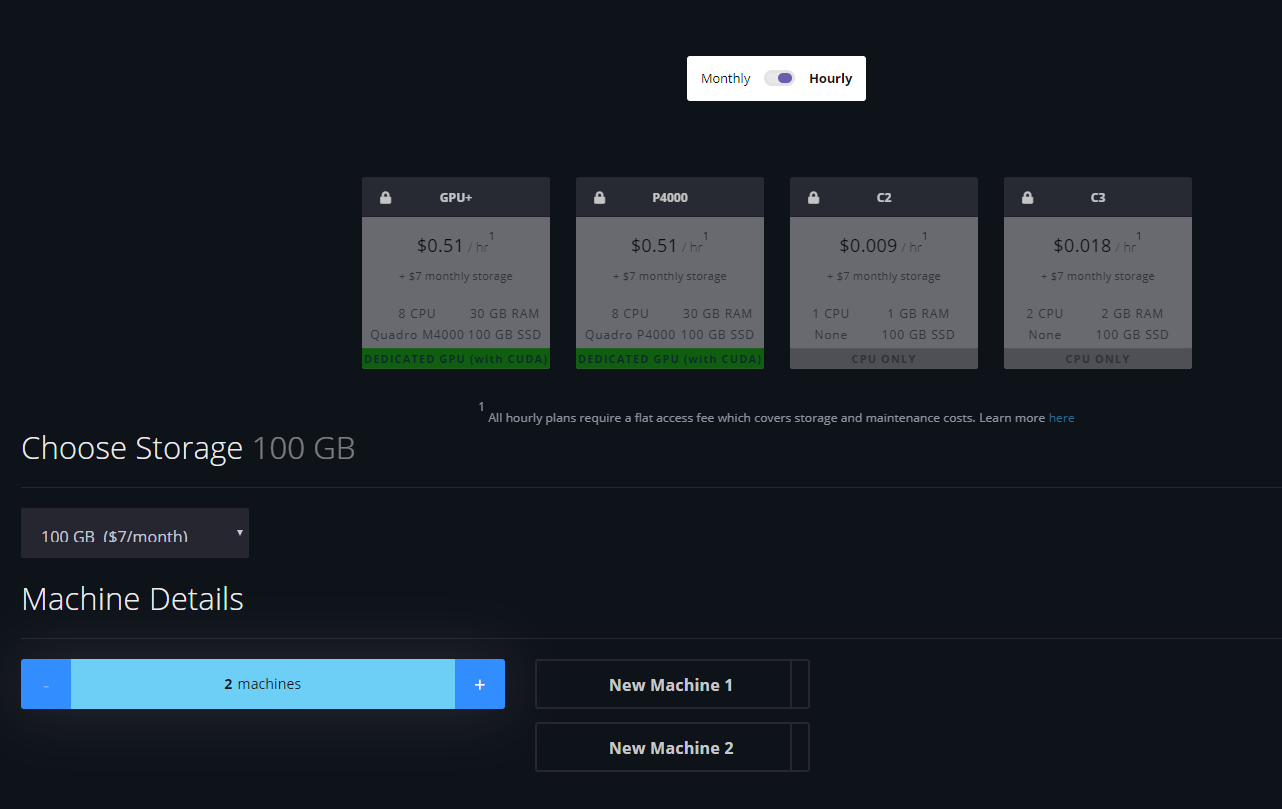 Monthly Hourly
GPU+ P4000 C2 C3
$0.51 / hr 1 $0.51 / hr 1 $0.009 / hr 1 $0.018 / hr 1
+ $7 monthly storage + $7 monthly storage + $7 monthly storage + $7 monthly storage
8 CPU 30 GB RAM 8 CPU 30 GB RAM 1 CPU 1 GB RAM 2 CPU 2 GB RAM
Quadro M4000 100 GB SSD Quadro P4000 100 GB SSD None 100 GB SSD None 100 GB SSD
DEDICATED GPU (with CUDA) DEDICATED GPU (with CUDA) CPU ONLY CPU ONLY
1 All hourly plans require a flat access fee which covers storage and maintenance costs. Learn more here
Choose Storage 100 GB
100 GB ($7/month)
Machine Details
- 2 machines + New Machine 1
New Machine 2